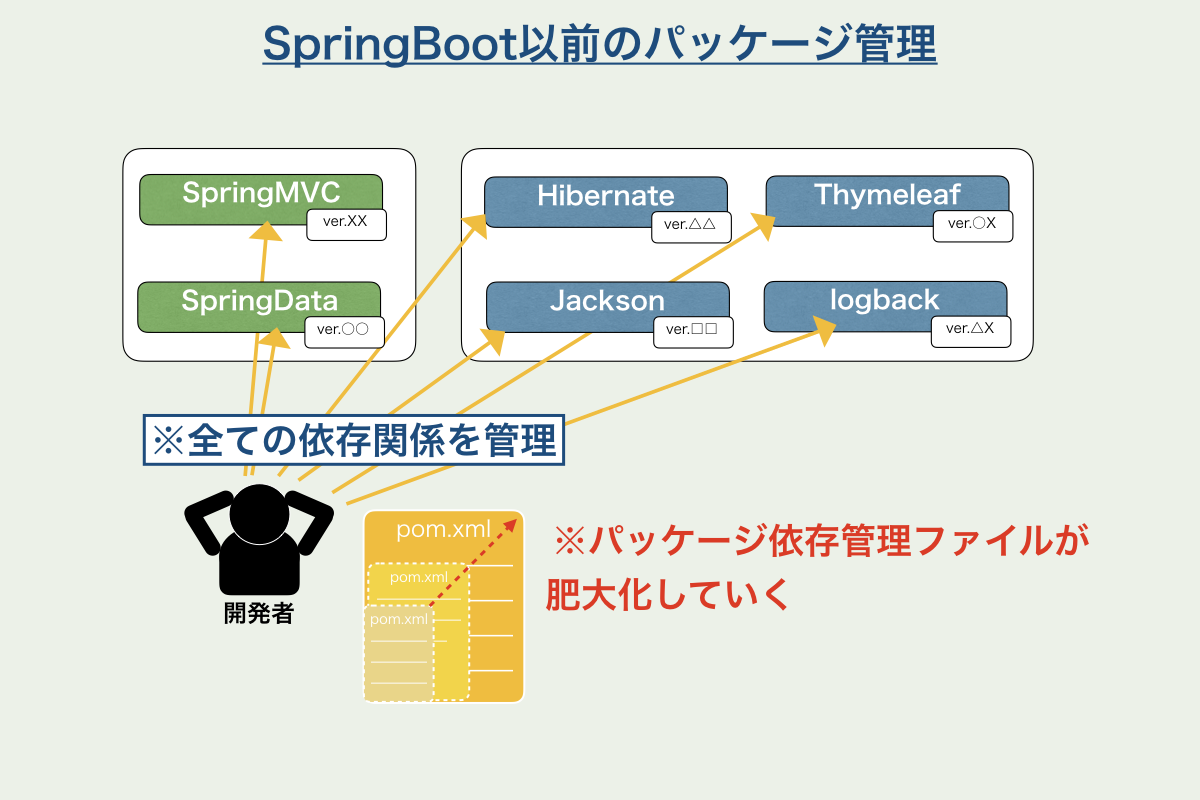 SpringBoot以前のパッケージ管理
SpringMVC
ver.XX
SpringData
ver.○○
Hibernate
ver.△△
Thymeleaf
ver.○X
Jackson
ver.□□
logback
ver.△X
※全ての依存関係を管理
開発者
pom.xml
pom.xml
pom.xml
※パッケージ依存管理ファイルが
肥大化していく